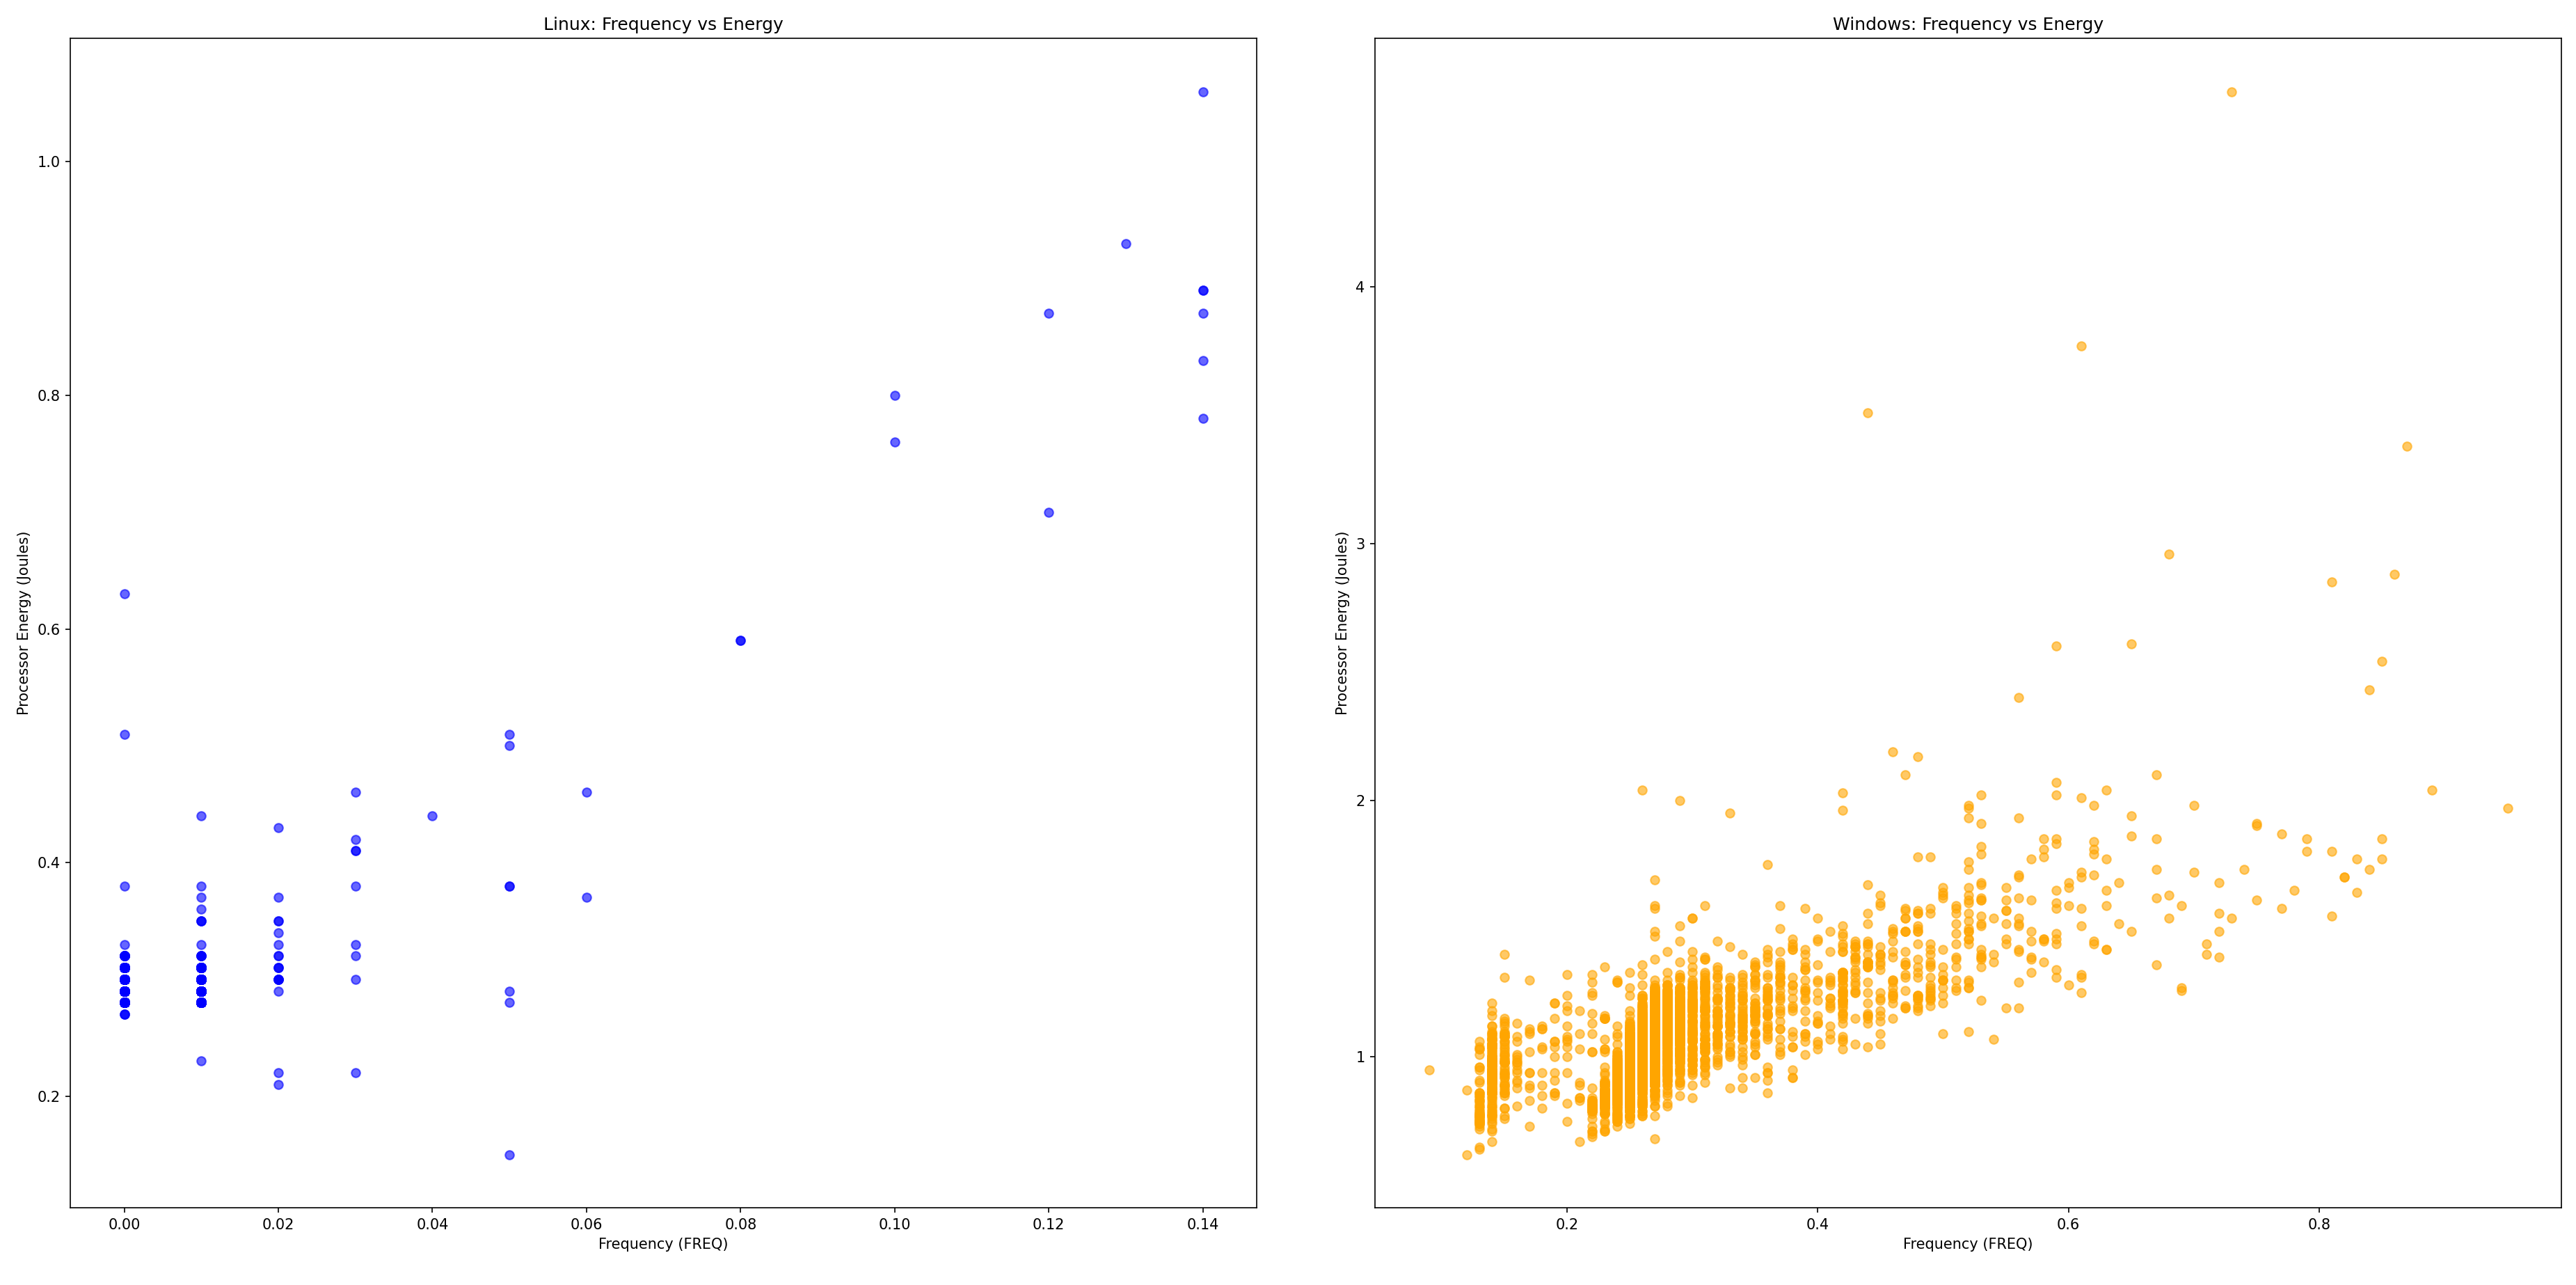 Linux: Frequency vs Energy
Processor Energy (Joules)
1.0
0.8
0.6
0.4
0.2
0.00 0.02 0.04 0.06 0.08 0.10 0.12 0.14
Frequency (FREQ)
Windows: Frequency vs Energy
Processor Energy (Joules)
4
3
2
1
0.2 0.4 0.6 0.8
Frequency (FREQ)